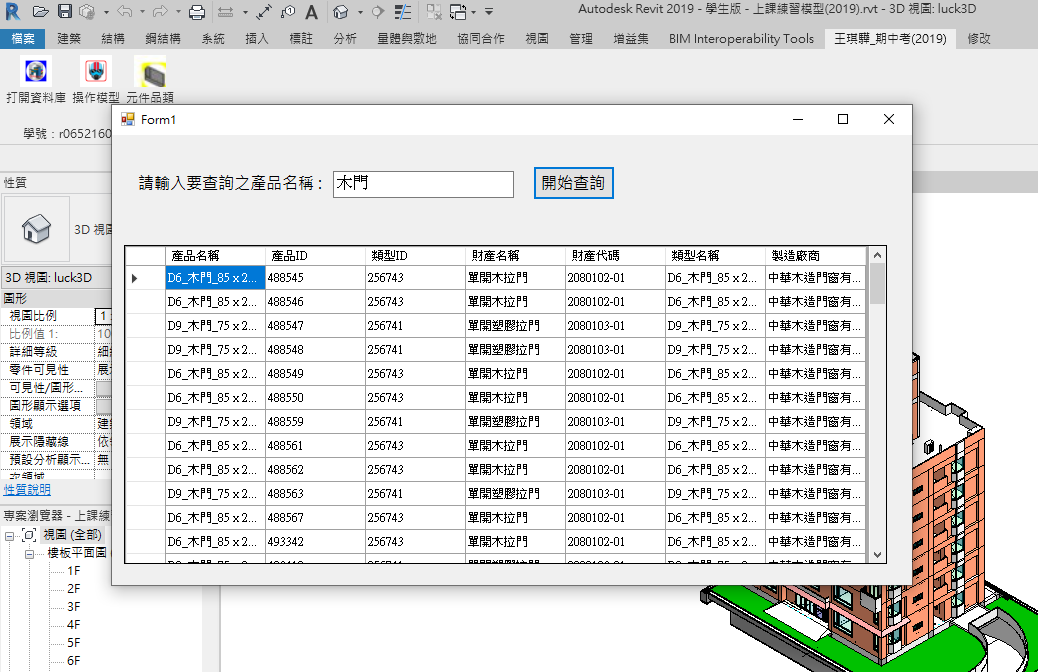 Autodesk Revit 2019 - 學生版 - 上課練習模型(2019).rvt - 3D 視圖: luck3D
檔案 建築 結構 鋼結構 系統 插入 標註 分析 量體與敷地 協同合作 視圖 管理 增益集 BIM Interoperability Tools 王琪驊_期中考(2019) 修改
打開資料庫 操作模型 元件品類
學號：r0652160
Form1
請輸入要查詢之產品名稱： 木門 開始查詢
產品名稱 產品ID 類型ID 財產名稱 財產代碼 類型名稱 製造廠商
D6_木門_85 x 2... 488545 256743 單開木拉門 2080102-01 D6_木門_85 x 2... 中華木造門窗有...
D6_木門_85 x 2... 488546 256743 單開木拉門 2080102-01 D6_木門_85 x 2... 中華木造門窗有...
D9_木門_75 x 2... 488547 256741 單開塑膠拉門 2080103-01 D9_木門_75 x 2... 中華木造門窗有...
D9_木門_75 x 2... 488548 256741 單開塑膠拉門 2080103-01 D9_木門_75 x 2... 中華木造門窗有...
D6_木門_85 x 2... 488549 256743 單開木拉門 2080102-01 D6_木門_85 x 2... 中華木造門窗有...
D6_木門_85 x 2... 488550 256743 單開木拉門 2080102-01 D6_木門_85 x 2... 中華木造門窗有...
D9_木門_75 x 2... 488559 256741 單開塑膠拉門 2080103-01 D9_木門_75 x 2... 中華木造門窗有...
D6_木門_85 x 2... 488561 256743 單開木拉門 2080102-01 D6_木門_85 x 2... 中華木造門窗有...
D6_木門_85 x 2... 488562 256743 單開木拉門 2080102-01 D6_木門_85 x 2... 中華木造門窗有...
D9_木門_75 x 2... 488563 256741 單開塑膠拉門 2080103-01 D9_木門_75 x 2... 中華木造門窗有...
D6_木門_85 x 2... 488567 256743 單開木拉門 2080102-01 D6_木門_85 x 2... 中華木造門窗有...
D6_木門_85 x 2... 493342 256743 單開木拉門 2080102-01 D6_木門_85 x 2... 中華木造門窗有...
性質
3D 視圖
3D 視圖: luck3D
圖形
視圖比例 1 :
比例值 1: 10
詳細等級 細
零件可見性 展
可見性/圖形...
圖形顯示選項
領域 建
展示隱藏線 依
預設分析顯示... 無
次領域
性質說明
專案瀏覽器 - 上課練
視圖 (全部)
樓板平面圖
1F
2F
3F
4F
5F
6F